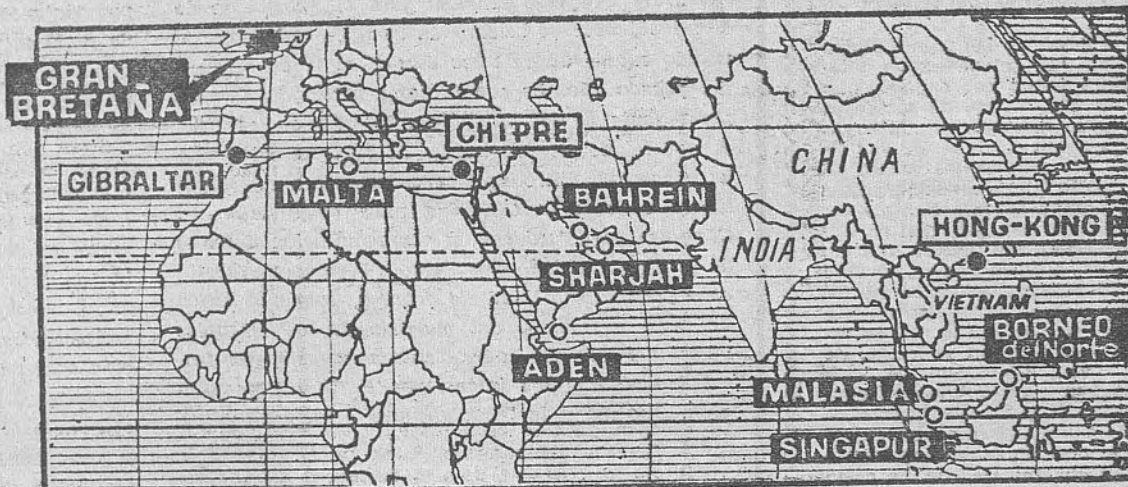 GRAN
BRETAÑA
CHIPRE
GIBRALTAR
MALTA
BAHREIN
CHINA
INDIA
HONG-KONG
SHARJAH
VIETNAM
BORNEO
del Norte
ADEN
MALASIA
SINGAPUR